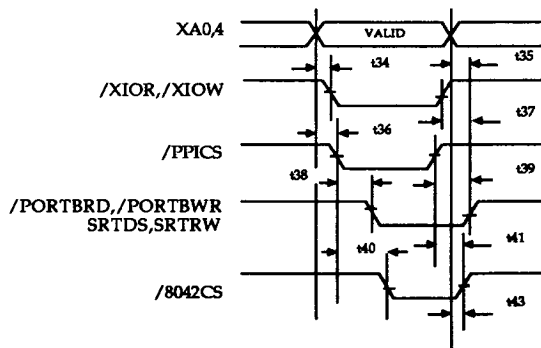 XA0,4
VALID
t34
t35
/XIOR,/XIOW
t36
t37
/PPICS
t38
t39
/PORTBRD,/PORTBWR
SRTDS,SRTRW
t40
t41
/8042CS
t43